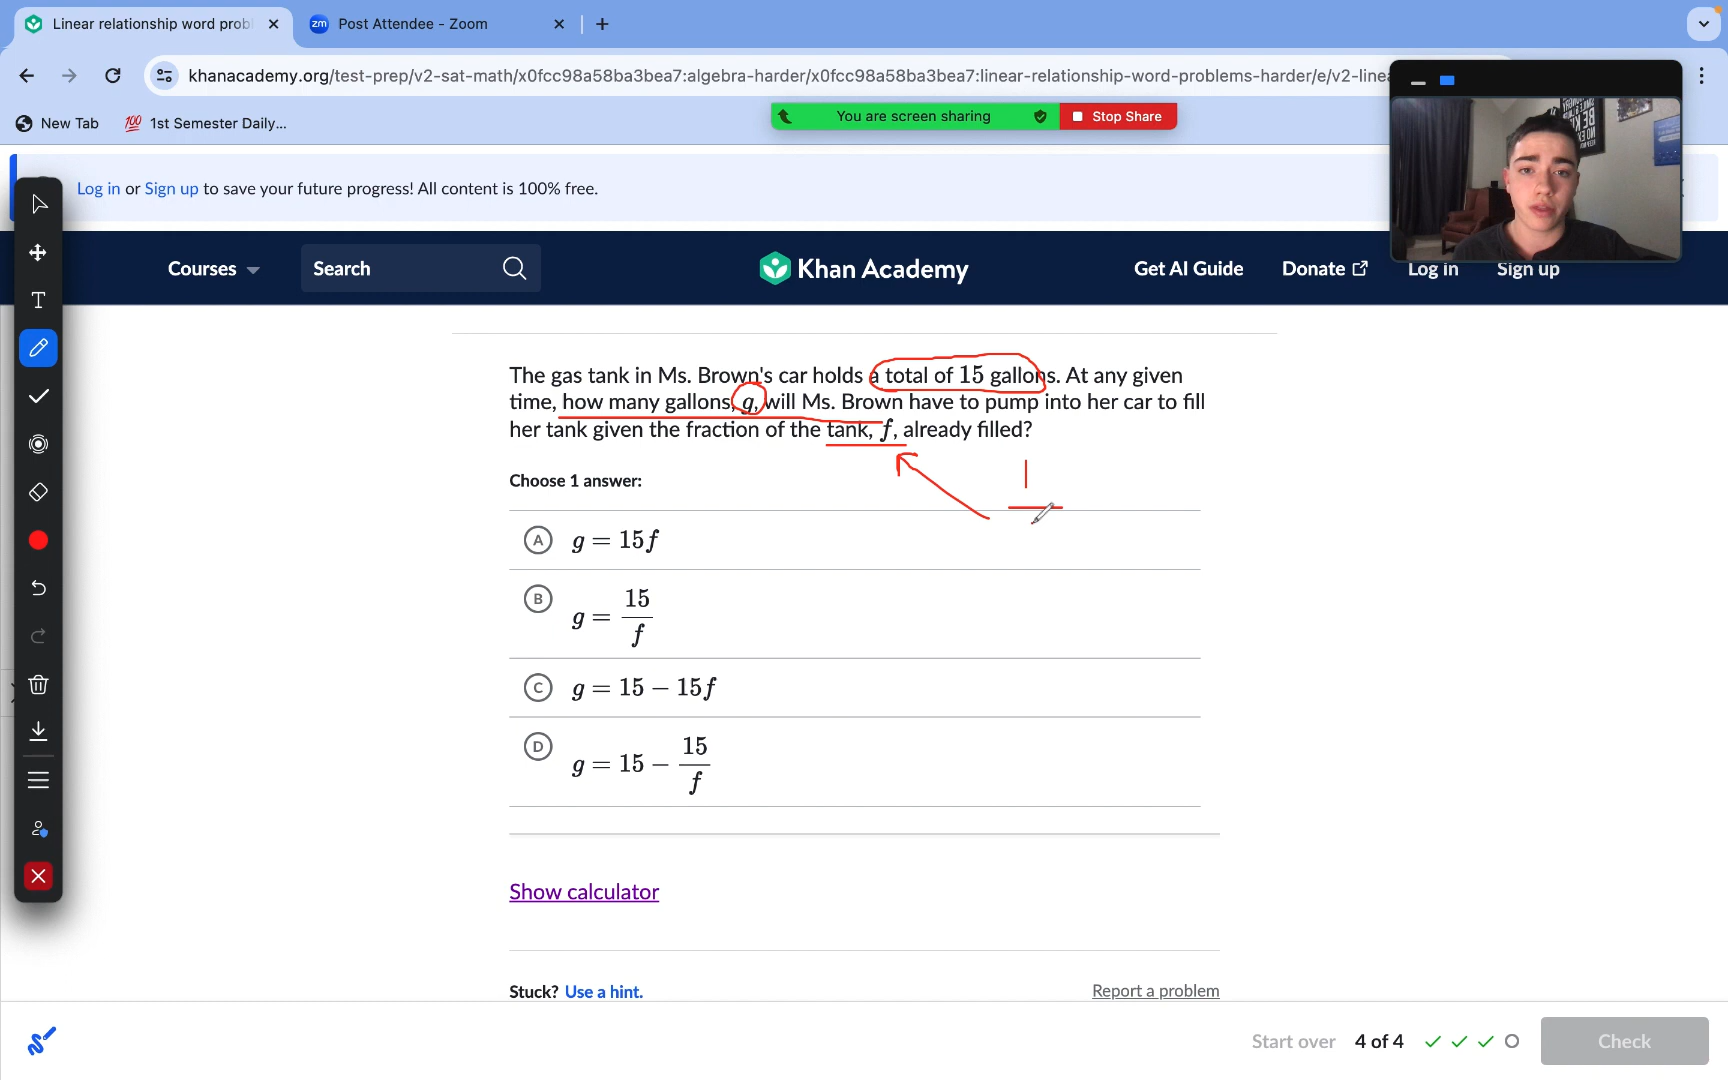 Linear relationship word prob
Post Attendee - Zoom
khanacademy.org/test-prep/v2-sat-math/x0fcc98a58ba3bea7:algebra-harder/x0fcc98a58ba3bea7:linear-relationship-word-problems-harder/e/v2-linea
New Tab
1st Semester Daily...
You are screen sharing
Stop Share
Log in or Sign up to save your future progress! All content is 100% free.
Courses
Search
Khan Academy
Get AI Guide
Donate
Log in
Sign up
The gas tank in Ms. Brown's car holds a total of 15 gallons. At any given
time, how many gallons, g, will Ms. Brown have to pump into her car to fill
her tank given the fraction of the tank, f, already filled?
1
Choose 1 answer:
A g = 15f
B g = 15/f
C g = 15 − 15f
D g = 15 − 15/f
Show calculator
Stuck? Use a hint.
Report a problem
Start over 4 of 4
Check